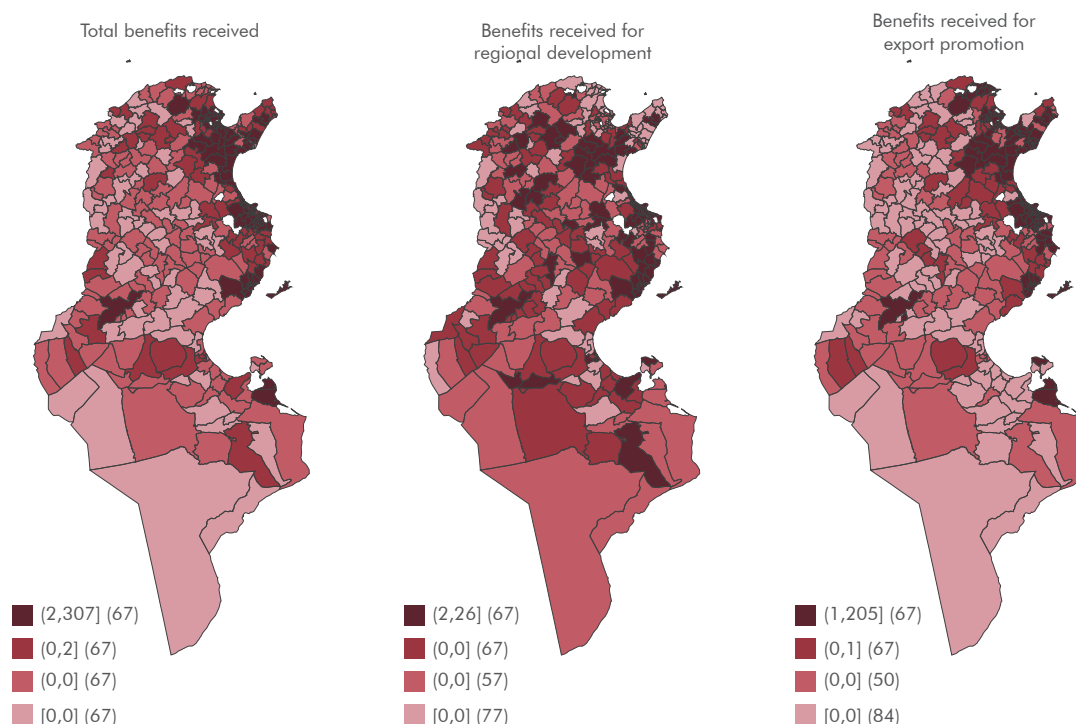 Total benefits received
Benefits received for
regional development
Benefits received for
export promotion
(2,307] (67)
(0,2] (67)
(0,0] (67)
[0,0] (67)
(2,26] (67)
(0,0] (67)
(0,0] (57)
[0,0] (77)
(1,205] (67)
(0,1] (67)
(0,0] (50)
[0,0] (84)